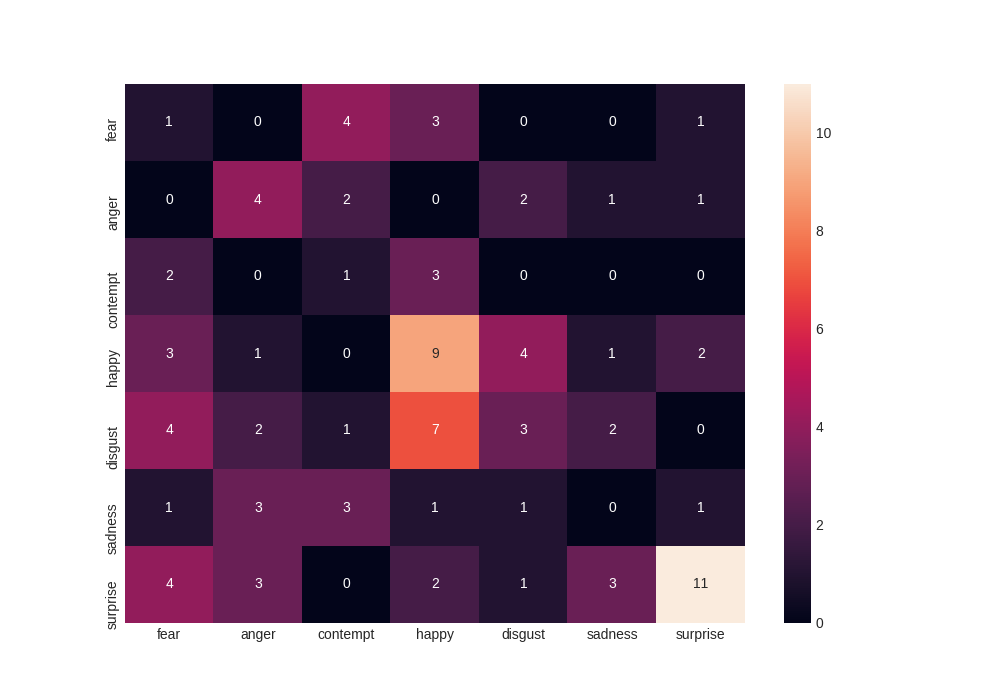 fear 1 0 4 3 0 0 1
anger 0 4 2 0 2 1 1
contempt 2 0 1 3 0 0 0
happy 3 1 0 9 4 1 2
disgust 4 2 1 7 3 2 0
sadness 1 3 3 1 1 0 1
surprise 4 3 0 2 1 3 11
fear anger contempt happy disgust sadness surprise
10
8
6
4
2
0